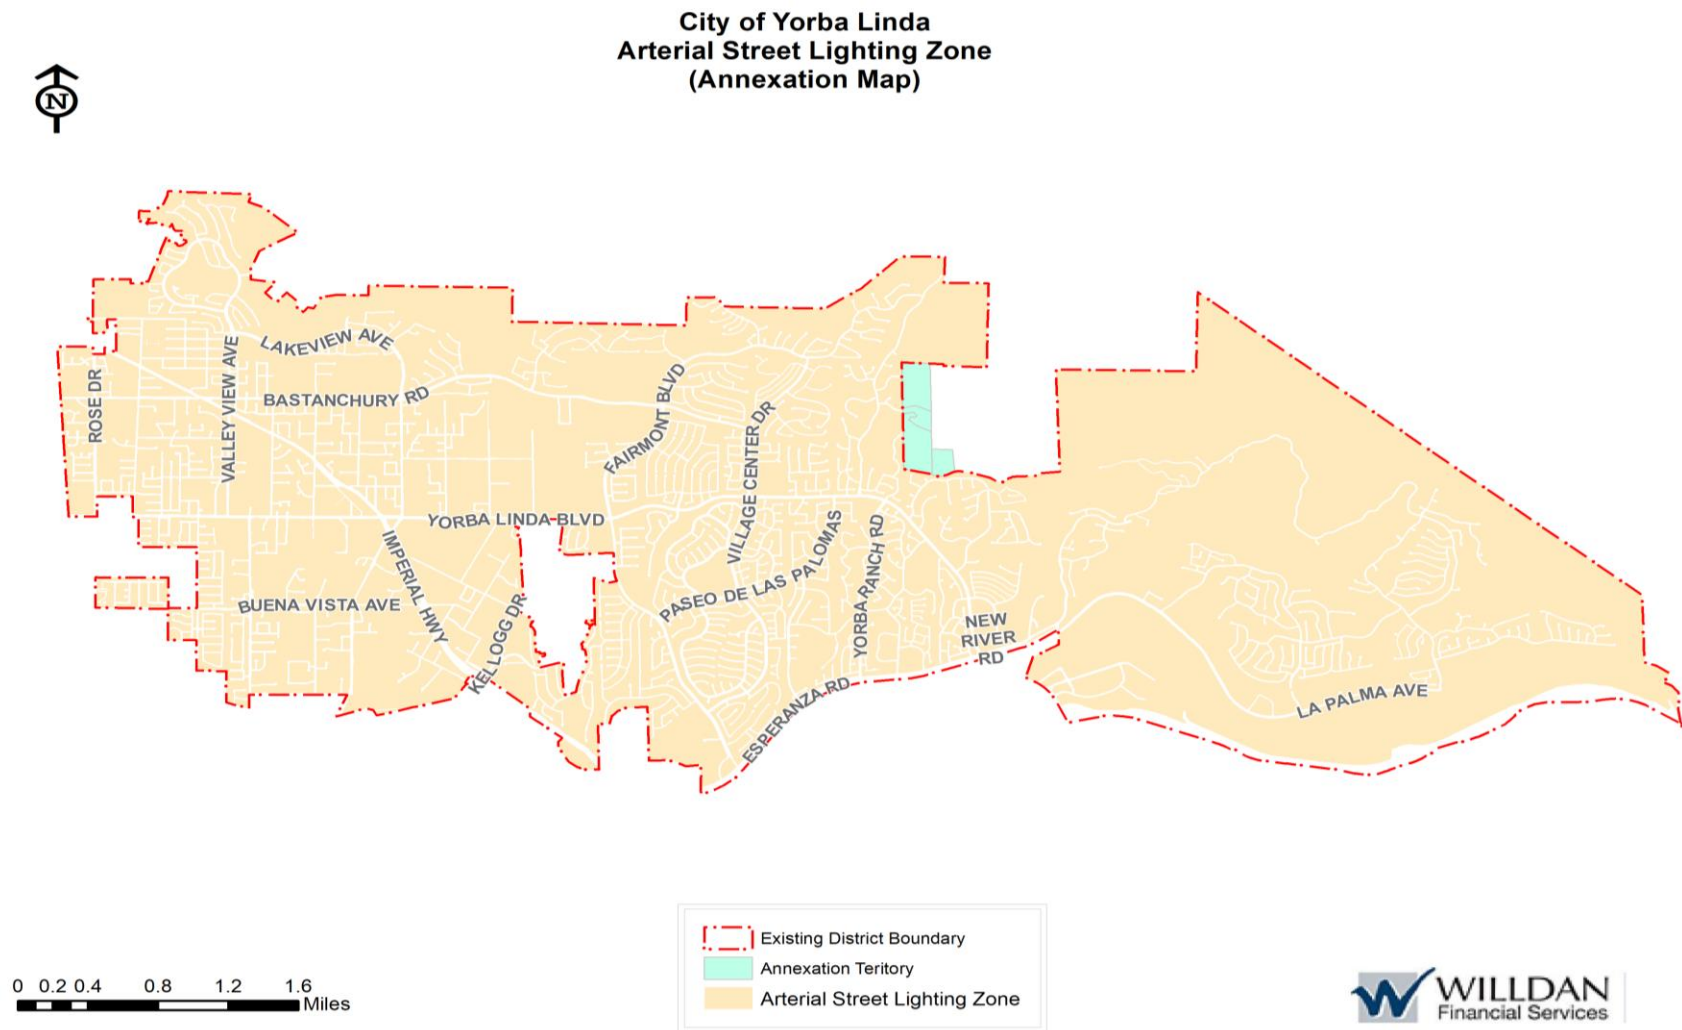 City of Yorba Linda
Arterial Street Lighting Zone
(Annexation Map)
N
LAKEVIEW AVE
VALLEY VIEW AVE
ROSE DR
BASTANCHURY RD
FAIRMONT BLVD
VILLAGE CENTER DR
YORBA LINDA BLVD
IMPERIAL HWY
BUENA VISTA AVE
KELLOGG DR
PASEO DE LAS PALOMAS
YORBA RANCH RD
NEW
RIVER
RD
ESPERANZA RD
LA PALMA AVE
Existing District Boundary
Annexation Teritory
Arterial Street Lighting Zone
0 0.2 0.4 0.8 1.2 1.6
Miles
WILLDAN
Financial Services